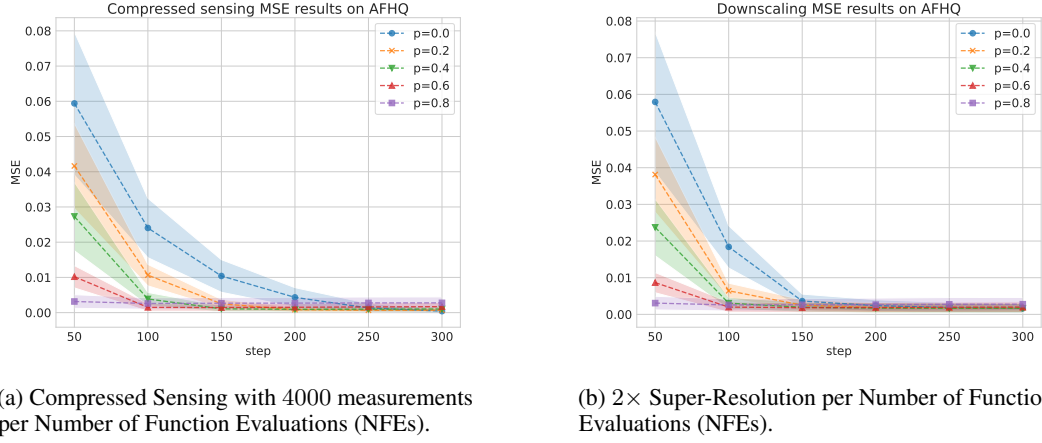 Compressed sensing MSE results on AFHQ
0.08
0.07
0.06
0.05
0.04
0.03
0.02
0.01
0.00
MSE
50 100 150 200 250 300
step
p=0.0
p=0.2
p=0.4
p=0.6
p=0.8
Downscaling MSE results on AFHQ
0.08
0.07
0.06
0.05
0.04
0.03
0.02
0.01
0.00
MSE
50 100 150 200 250 300
step
p=0.0
p=0.2
p=0.4
p=0.6
p=0.8
(a) Compressed Sensing with 4000 measurements
per Number of Function Evaluations (NFEs).
(b) 2× Super-Resolution per Number of Functio
Evaluations (NFEs).